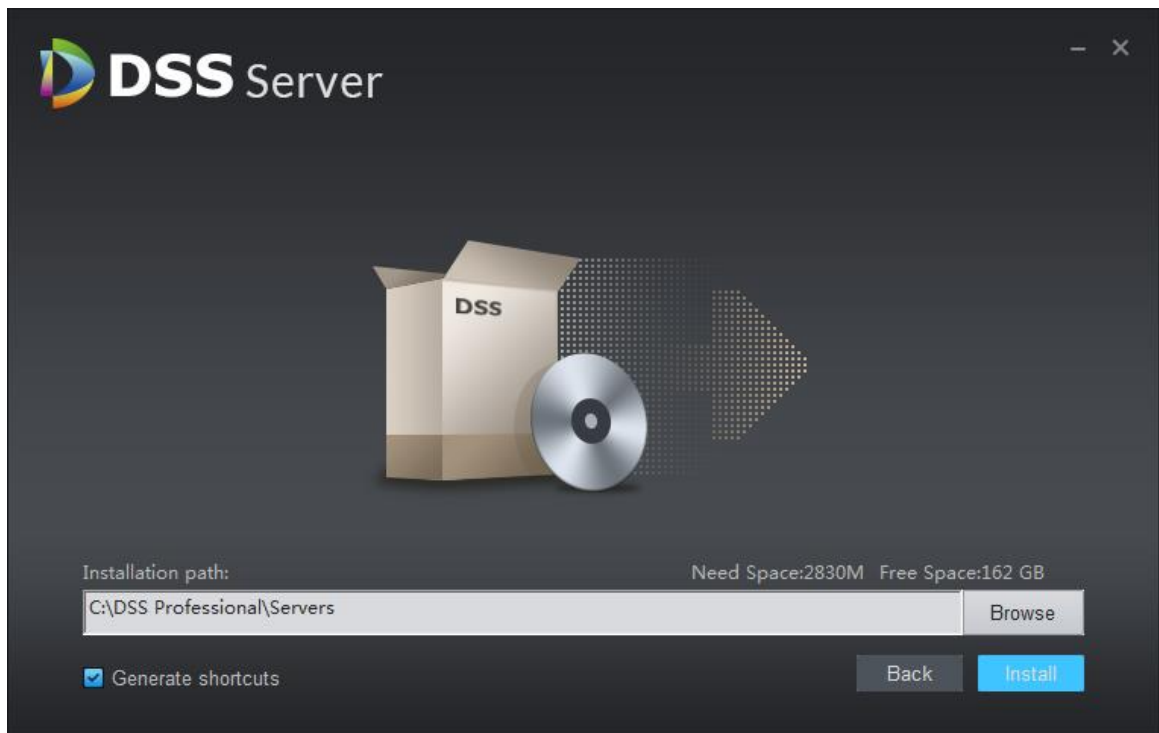 DSS Server
DSS
Installation path:
Need Space:2830M Free Space:162 GB
C:\DSS Professional\Servers
Browse
Generate shortcuts
Back
Install